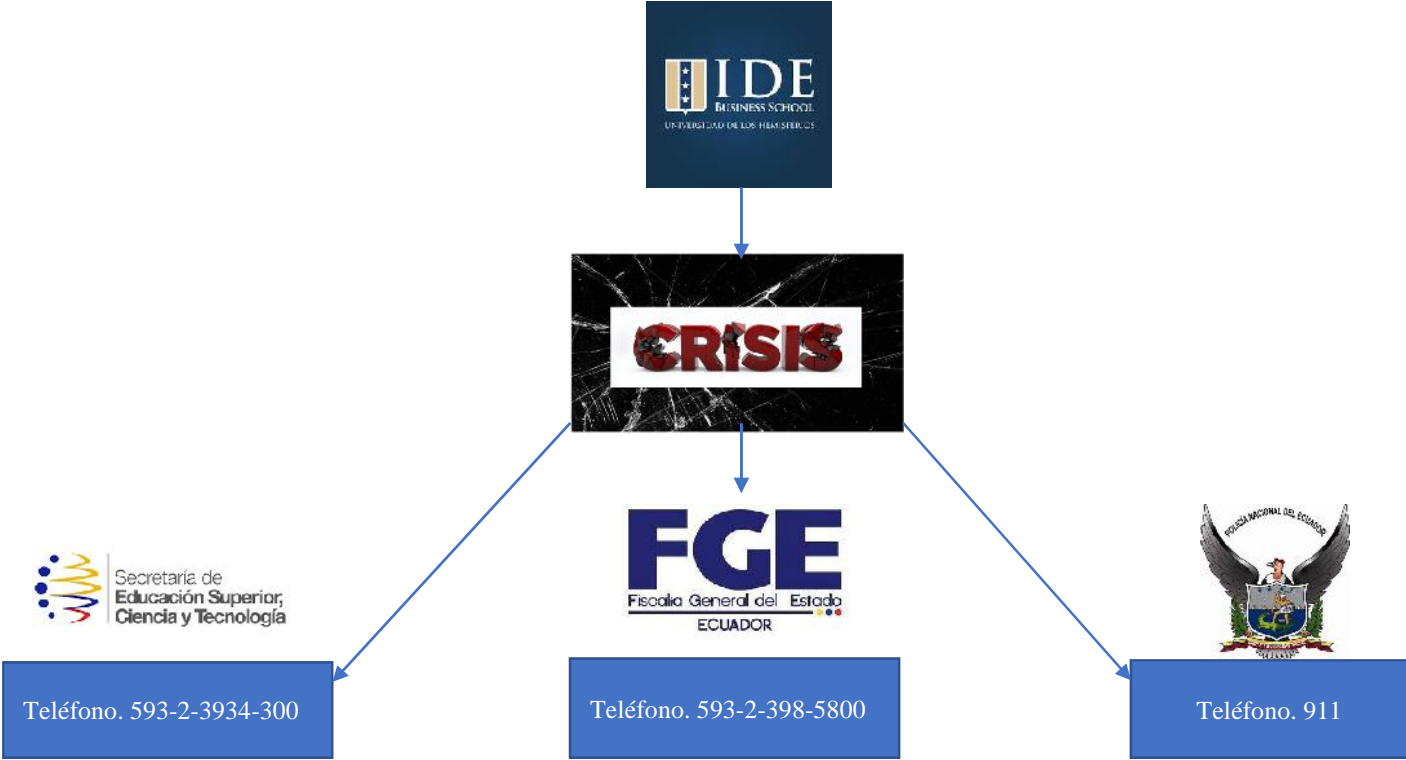 IDE
BUSINESS SCHOOL
UNIVERSIDAD DE LOS HEMISFERIOS
CRISIS
Secretaría de
Educación Superior,
Ciencia y Tecnología
FGE
Fiscalia General del Estado
ECUADOR
POLICÍA NACIONAL DEL ECUADOR
Teléfono. 593-2-3934-300
Teléfono. 593-2-398-5800
Teléfono. 911